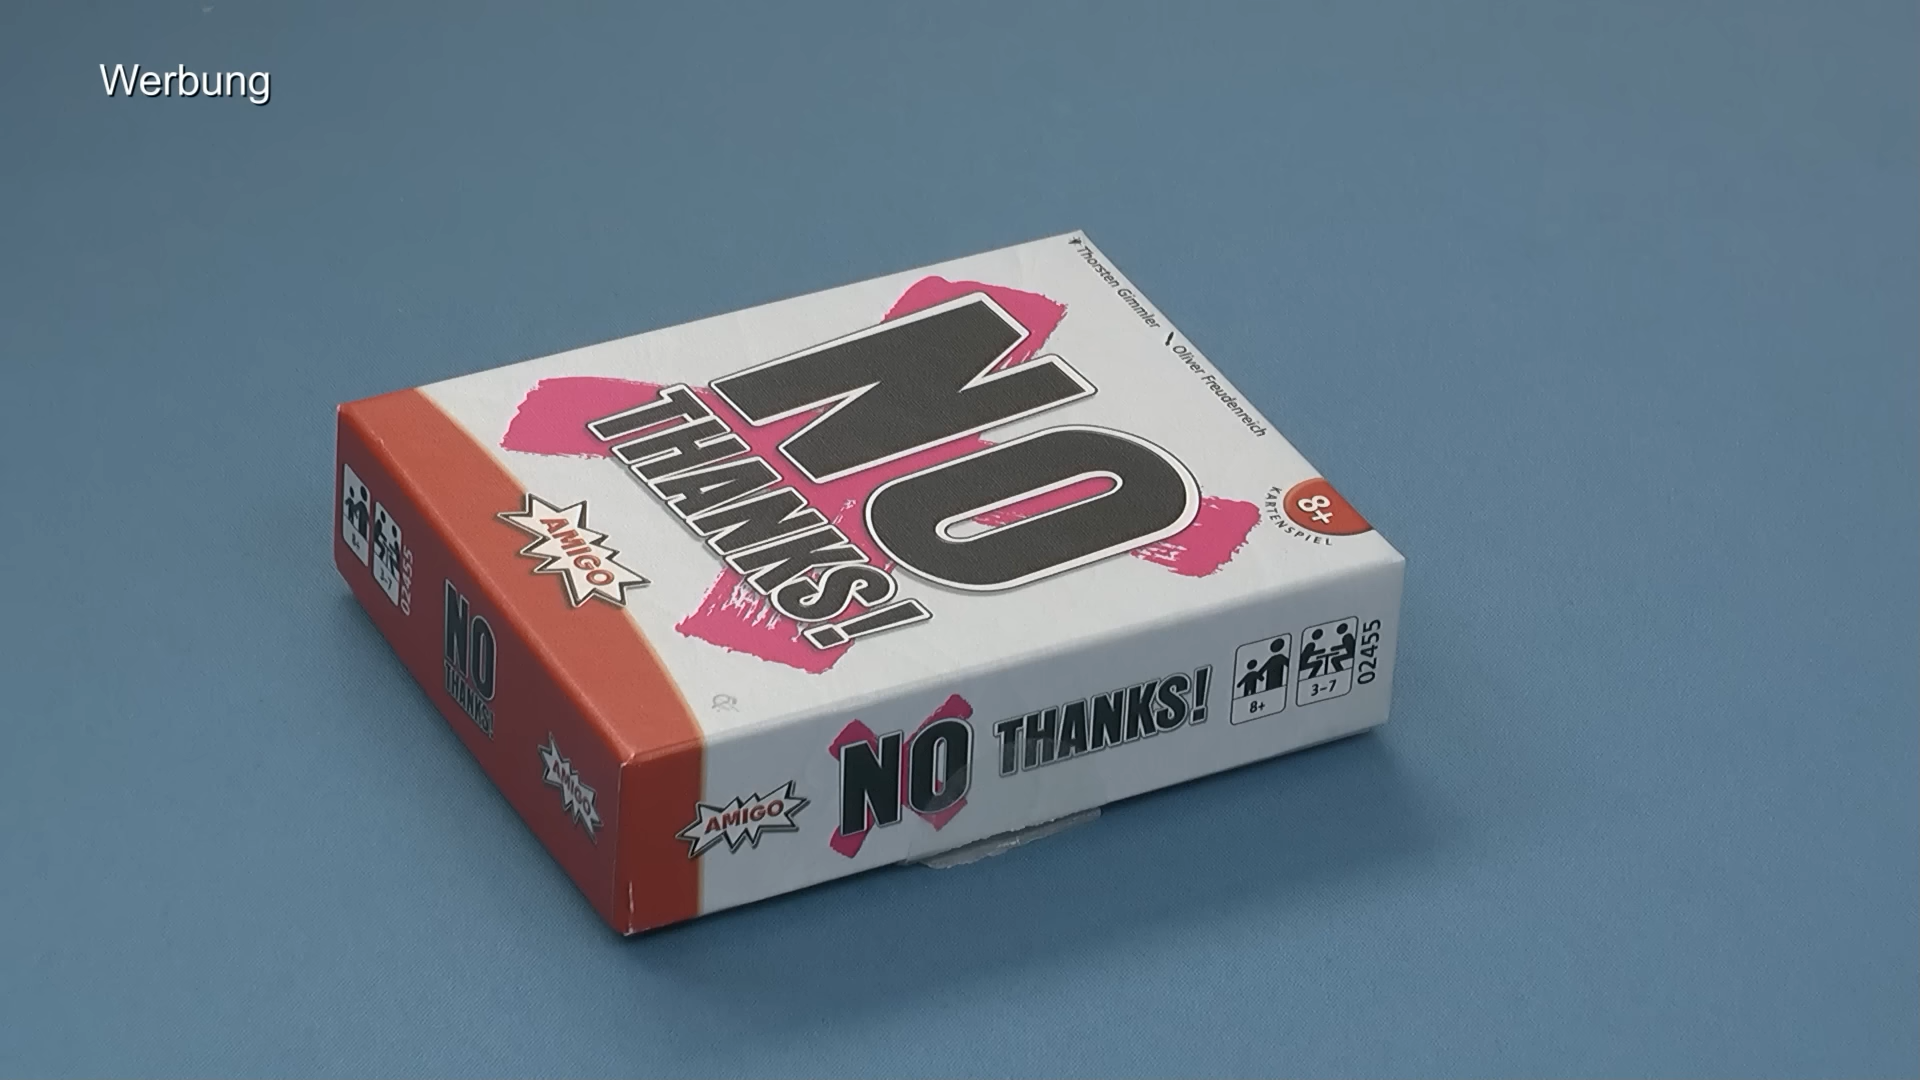 Werbung
Thorsten Gimmler
Oliver Freudenreich
NO
THANKS!
8+
KARTENSPIEL
AMIGO
8+
3-7
02455
NO
THANKS!
AMIGO
AMIGO
NO THANKS!
8+
3–7
02455